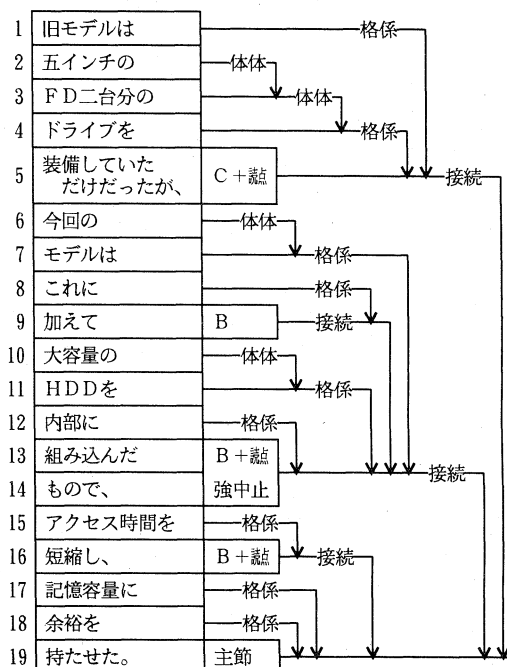 1 旧モデルは 格係
2 五インチの 体体
3 ＦＤ二台分の 体体
4 ドライブを 格係
装備していた
5 だけだったが、 Ｃ＋読点 接続
6 今回の 体体
7 モデルは 格係
8 これに 格係
9 加えて Ｂ 接続
10 大容量の 体体
11 ＨＤＤを 格係
12 内部に 格係
13 組み込んだ Ｂ＋読点 接続
14 もので、 強中止
15 アクセス時間を 格係
16 短縮し、 Ｂ＋読点 接続
17 記憶容量に 格係
18 余裕を 格係
19 持たせた。 主節